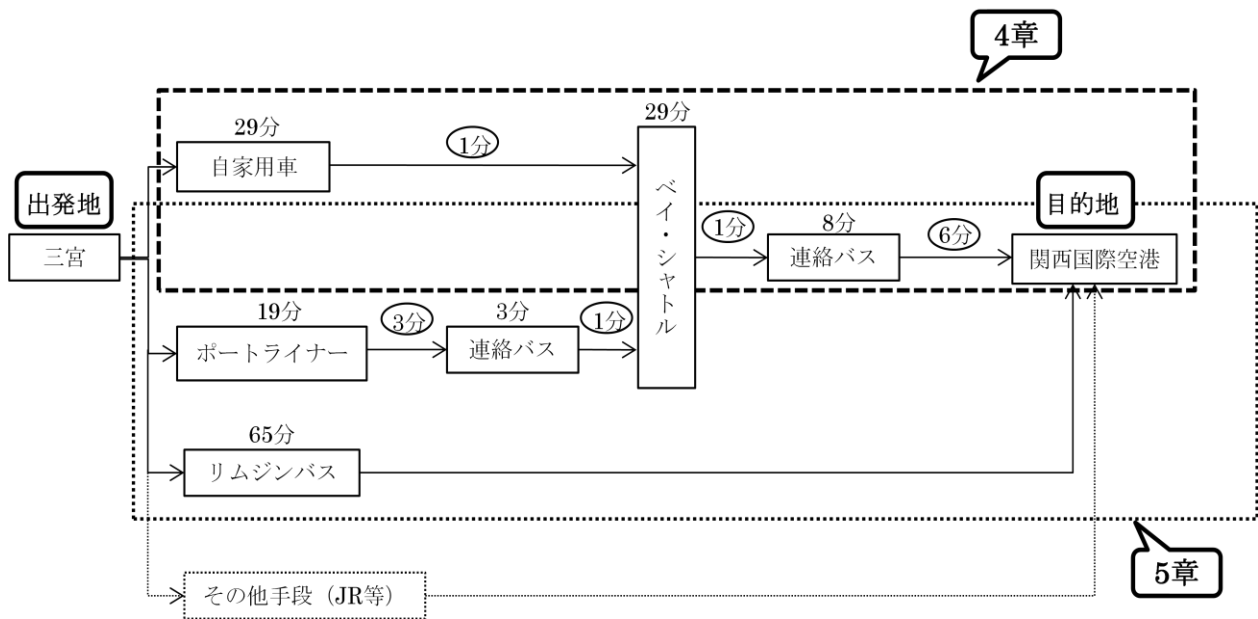 4章
29分
29分
1分
自家用車
出発地
三宮
ベイ・シャトル
目的地
1分
8分
6分
連絡バス
関西国際空港
19分
3分
3分
1分
ポートライナー
連絡バス
65分
リムジンバス
5章
その他手段（JR等）